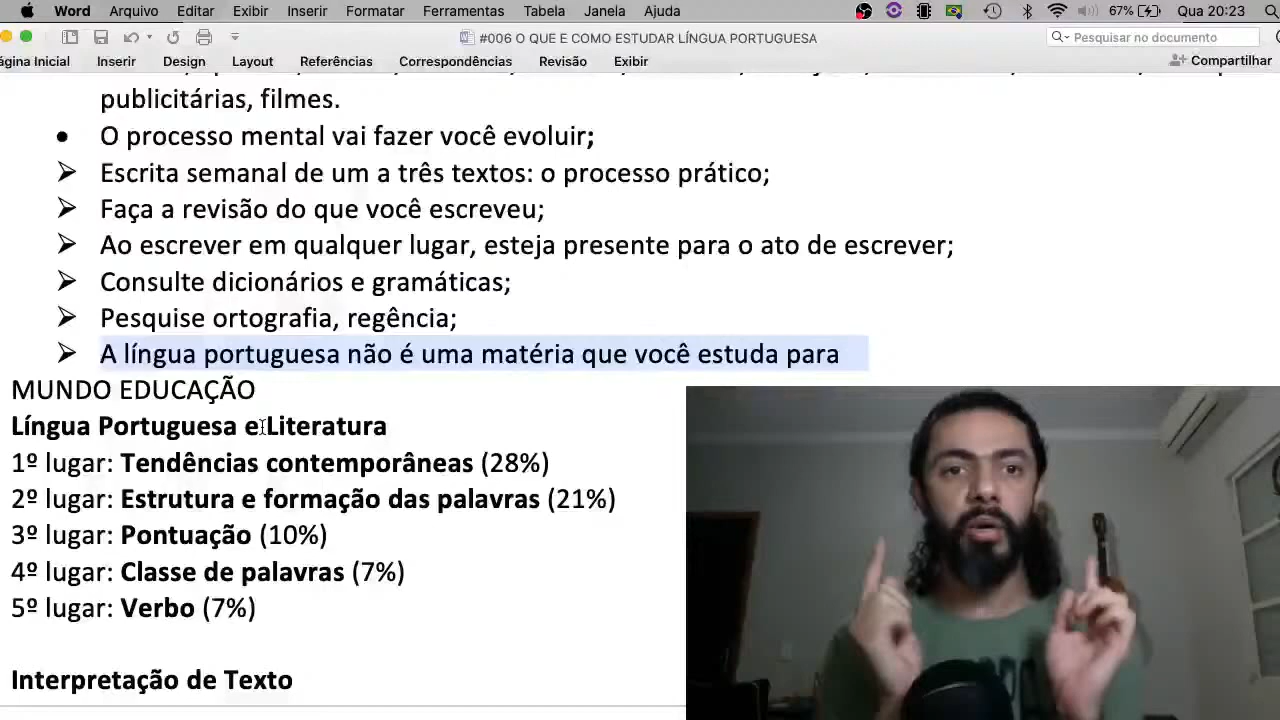 Word Arquivo Editar Exibir Inserir Formatar Ferramentas Tabela Janela Ajuda 67% Qua 20:23
#006 O QUE E COMO ESTUDAR LÍNGUA PORTUGUESA Pesquisar no documento
ágina Inicial Inserir Design Layout Referências Correspondências Revisão Exibir Compartilhar
publicitárias, filmes.
• O processo mental vai fazer você evoluir;
➢ Escrita semanal de um a três textos: o processo prático;
➢ Faça a revisão do que você escreveu;
➢ Ao escrever em qualquer lugar, esteja presente para o ato de escrever;
➢ Consulte dicionários e gramáticas;
➢ Pesquise ortografia, regência;
➢ A língua portuguesa não é uma matéria que você estuda para
MUNDO EDUCAÇÃO
Língua Portuguesa e Literatura
1º lugar: Tendências contemporâneas (28%)
2º lugar: Estrutura e formação das palavras (21%)
3º lugar: Pontuação (10%)
4º lugar: Classe de palavras (7%)
5º lugar: Verbo (7%)
Interpretação de Texto